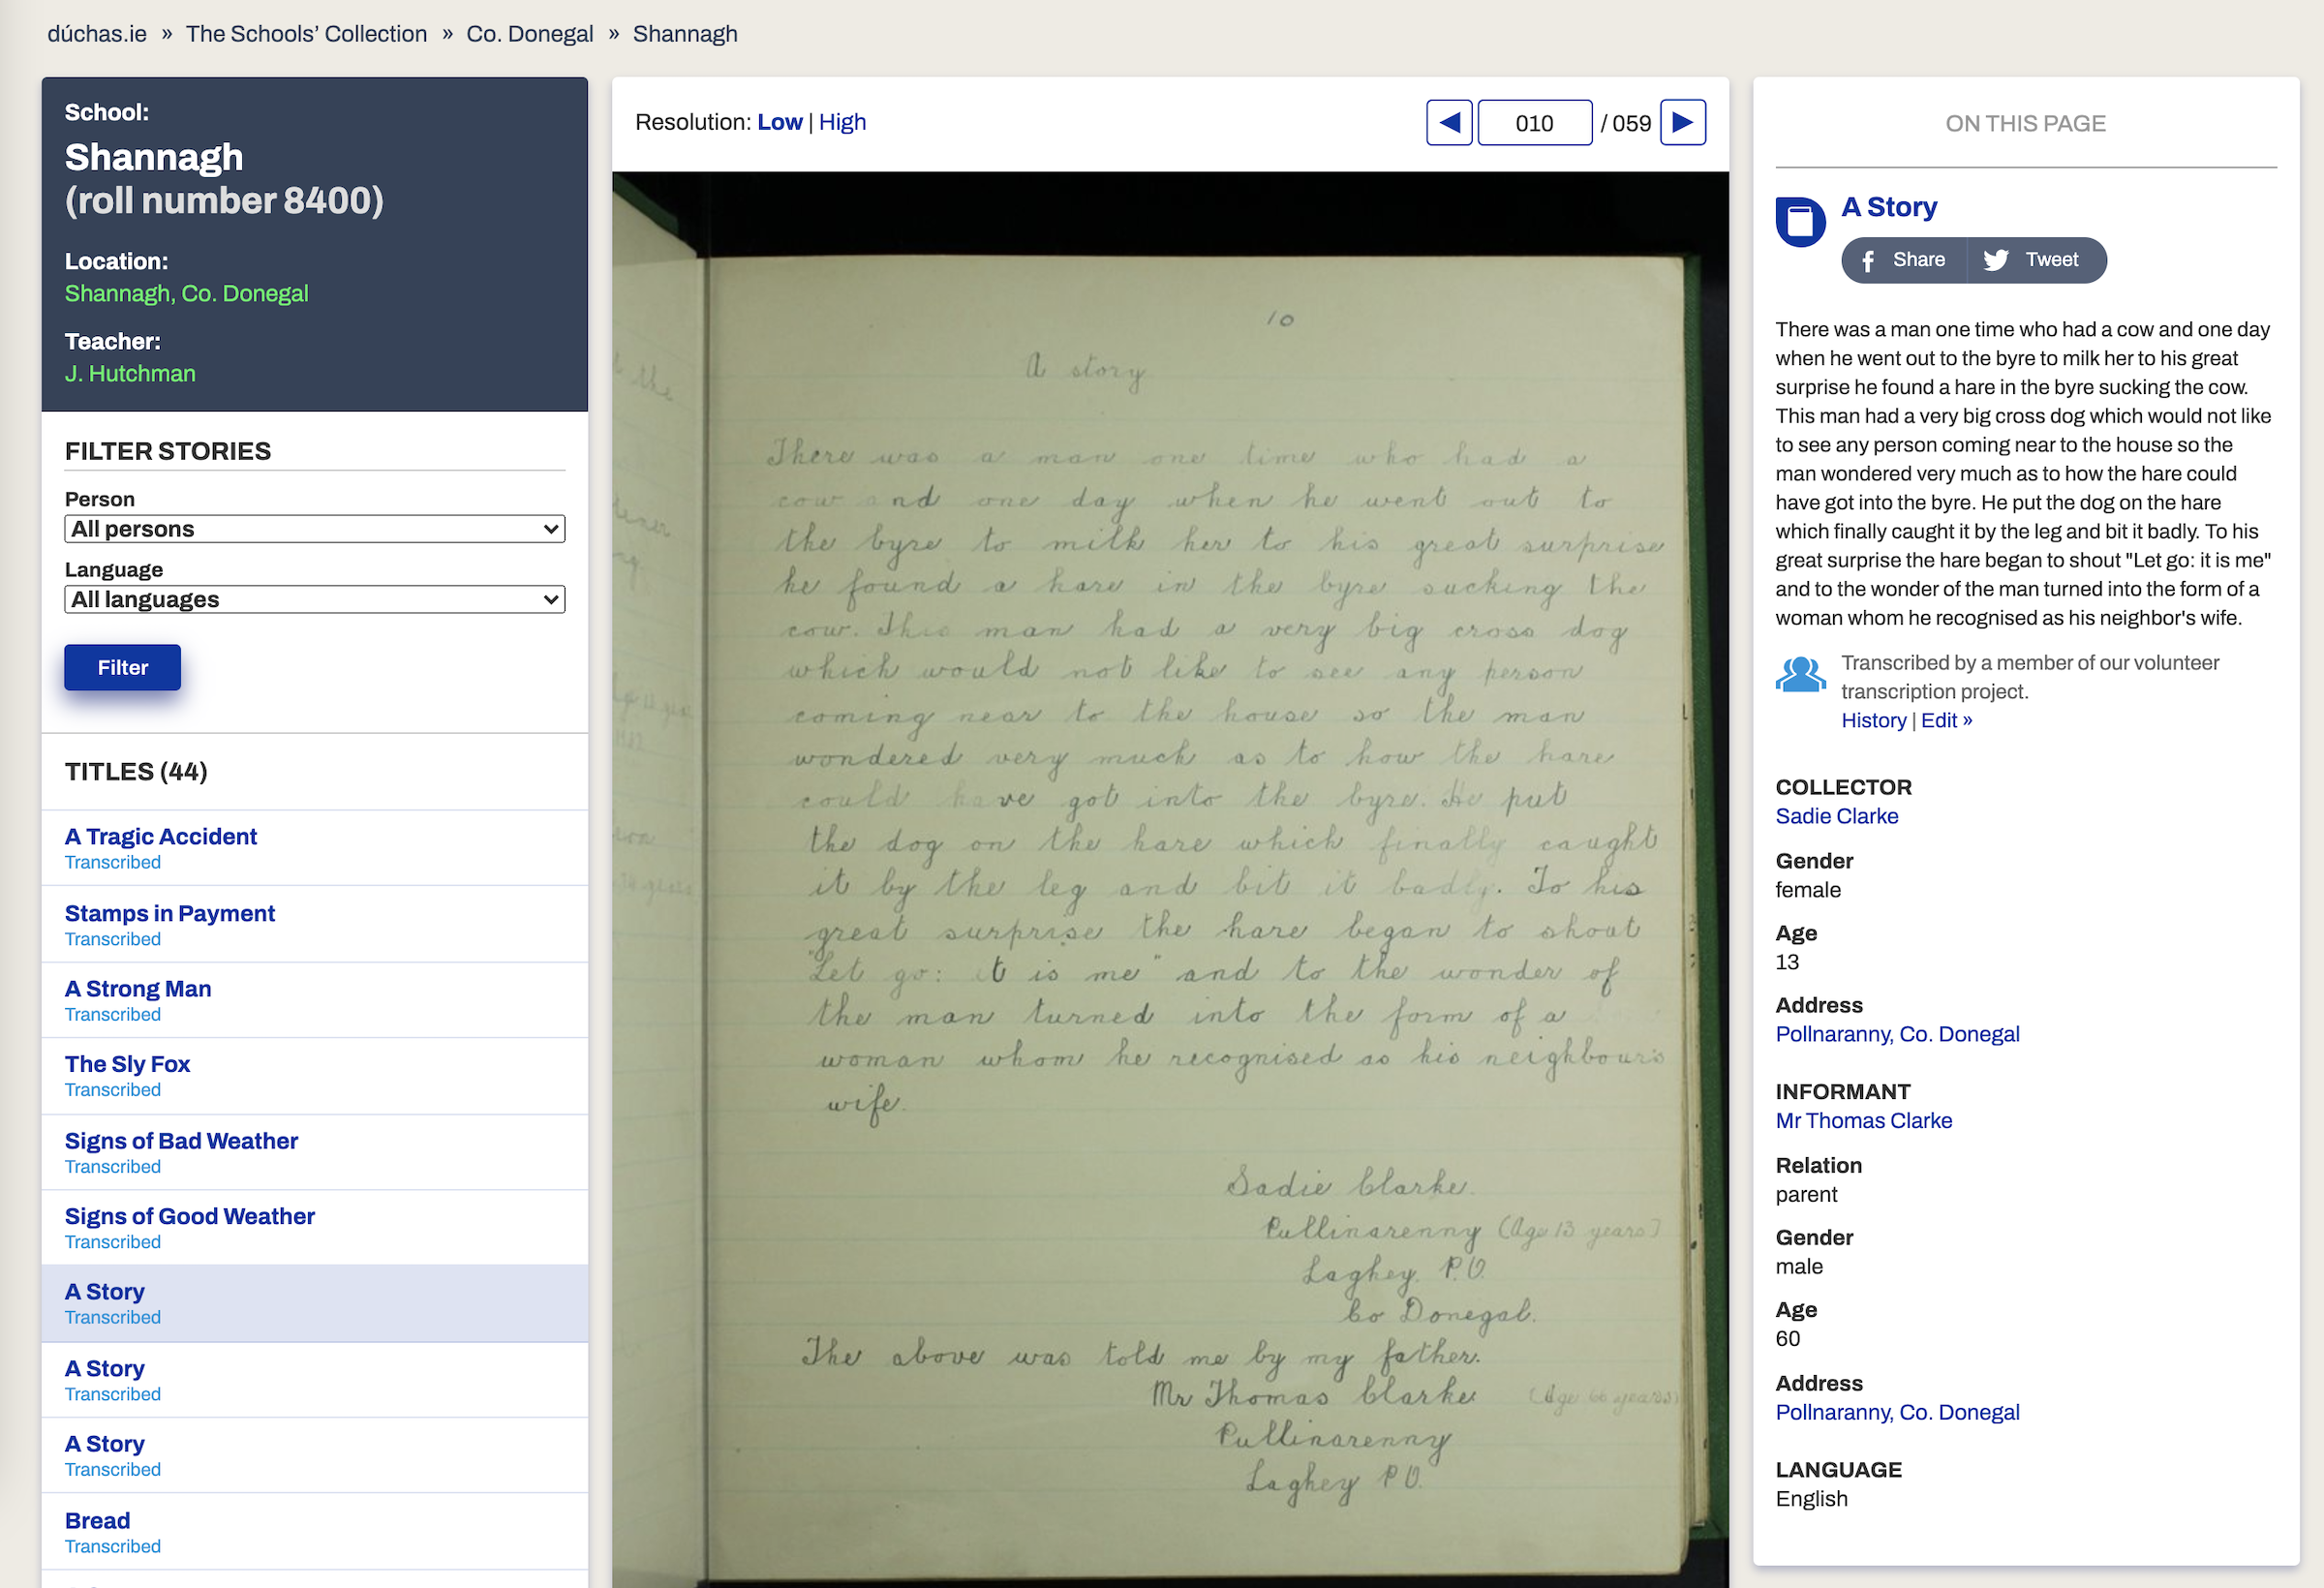 dúchas.ie » The Schools' Collection » Co. Donegal » Shannagh
School:
Shannagh
(roll number 8400)
Location:
Shannagh, Co. Donegal
Teacher:
J. Hutchman
FILTER STORIES
Person
All persons
Language
All languages
Filter
TITLES (44)
A Tragic Accident
Transcribed
Stamps in Payment
Transcribed
A Strong Man
Transcribed
The Sly Fox
Transcribed
Signs of Bad Weather
Transcribed
Signs of Good Weather
Transcribed
A Story
Transcribed
A Story
Transcribed
A Story
Transcribed
Bread
Transcribed
Resolution: Low | High
010 / 059
10
A story
There was a man one time who had a
cow and one day when he went out to
the byre to milk her to his great surprise
he found a hare in the byre sucking the
cow. This man had a very big cross dog
which would not like to see any person
coming near to the house so the man
wondered very much as to how the hare
could have got into the byre. He put
the dog on the hare which finally caught
it by the leg and bit it badly. To his
great surprise the hare began to shout
"Let go: it is me" and to the wonder of
the man turned into the form of a
woman whom he recognised as his neighbour's
wife.
Sadie Clarke.
Pullinarenny (Age 13 years)
Laghey. P.O.
Co Donegal.
The above was told me by my father.
Mr Thomas Clarke (Age years)
Pullinarenny
Laghey P.O.
ON THIS PAGE
A Story
Share Tweet
There was a man one time who had a cow and one day
when he went out to the byre to milk her to his great
surprise he found a hare in the byre sucking the cow.
This man had a very big cross dog which would not like
to see any person coming near to the house so the
man wondered very much as to how the hare could
have got into the byre. He put the dog on the hare
which finally caught it by the leg and bit it badly. To his
great surprise the hare began to shout "Let go: it is me"
and to the wonder of the man turned into the form of a
woman whom he recognised as his neighbor's wife.
Transcribed by a member of our volunteer
transcription project.
History | Edit »
COLLECTOR
Sadie Clarke
Gender
female
Age
13
Address
Pollnaranny, Co. Donegal
INFORMANT
Mr Thomas Clarke
Relation
parent
Gender
male
Age
60
Address
Pollnaranny, Co. Donegal
LANGUAGE
English